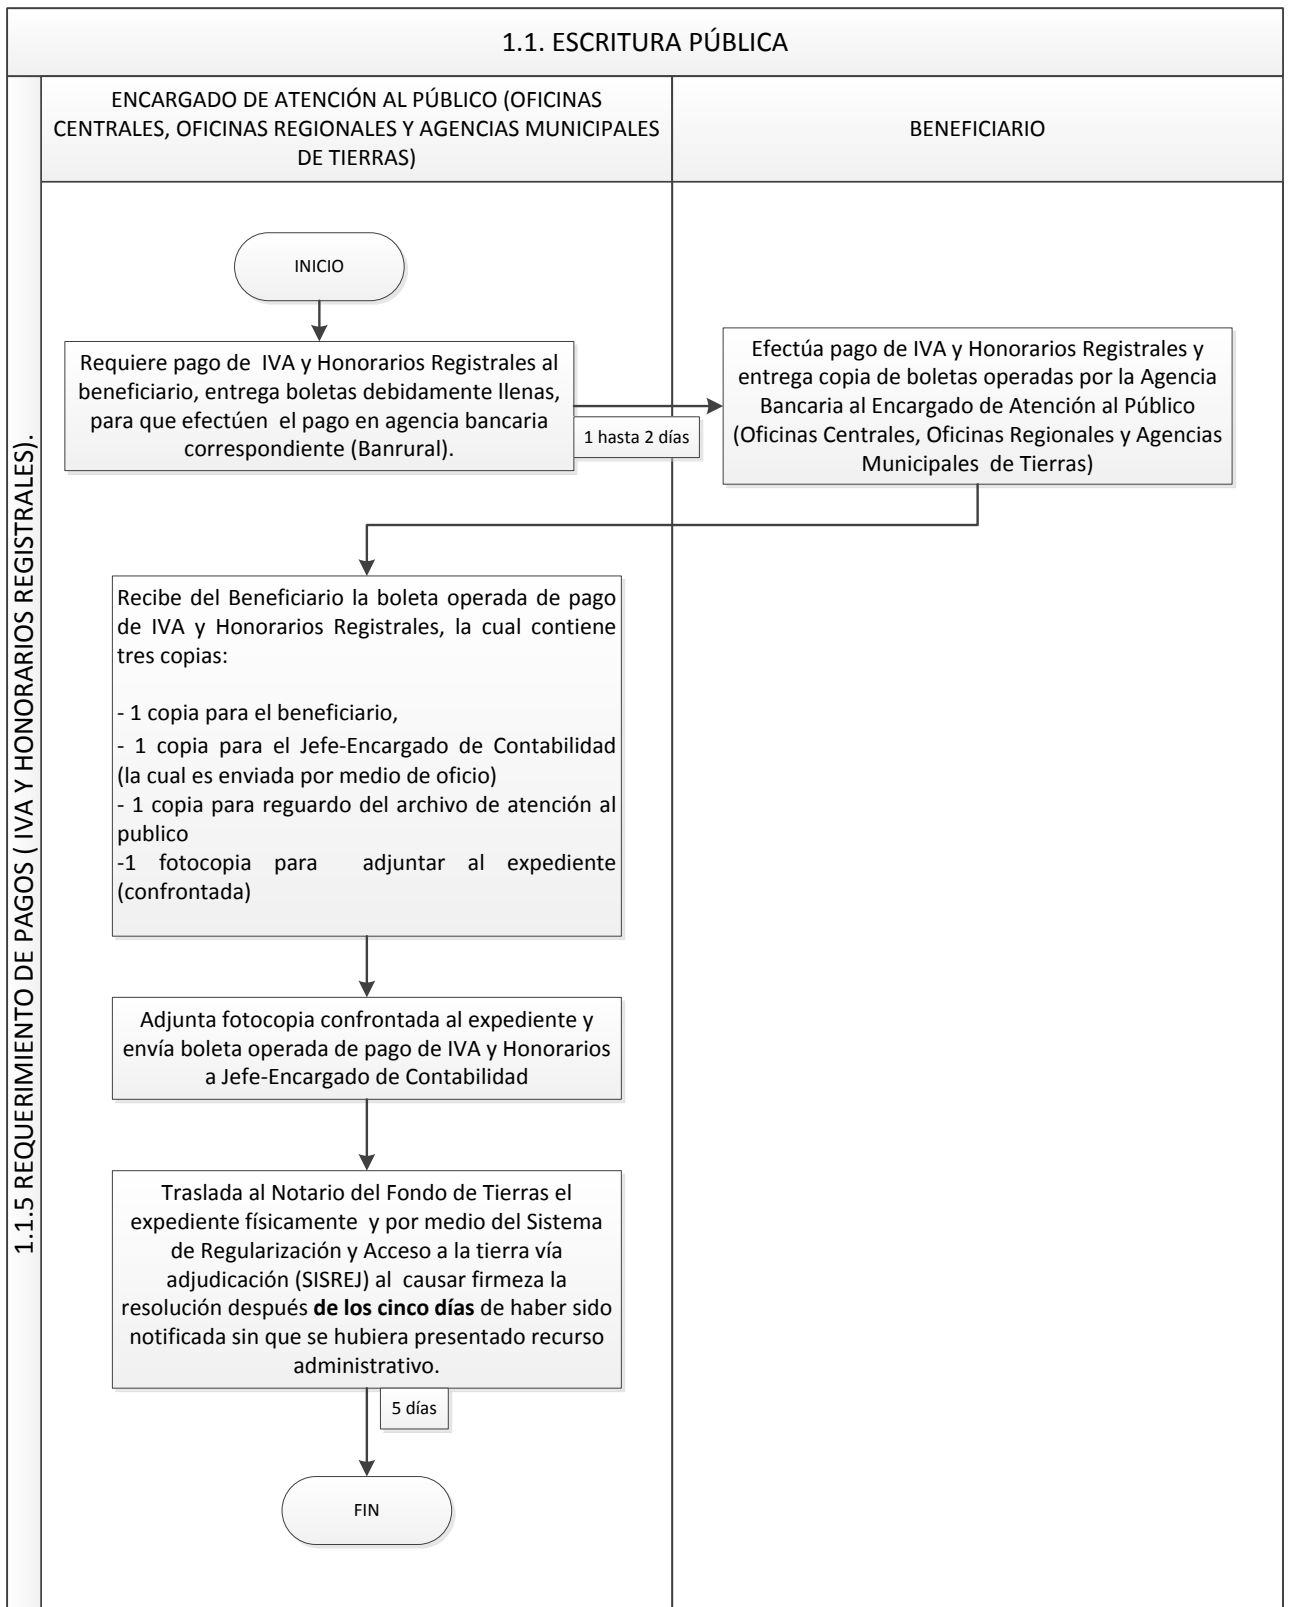 1.1. ESCRITURA PÚBLICA
ENCARGADO DE ATENCIÓN AL PÚBLICO (OFICINAS
CENTRALES, OFICINAS REGIONALES Y AGENCIAS MUNICIPALES
DE TIERRAS)
BENEFICIARIO
1.1.5 REQUERIMIENTO DE PAGOS ( IVA Y HONORARIOS REGISTRALES).
INICIO
Requiere pago de  IVA y Honorarios Registrales al
beneficiario, entrega boletas debidamente llenas,
para que efectúen  el pago en agencia bancaria
correspondiente (Banrural).
1 hasta 2 días
Efectúa pago de IVA y Honorarios Registrales y
entrega copia de boletas operadas por la Agencia
Bancaria al Encargado de Atención al Público
(Oficinas Centrales, Oficinas Regionales y Agencias
Municipales  de Tierras)
Recibe del Beneficiario la boleta operada de pago
de IVA y Honorarios Registrales, la cual contiene
tres copias:
- 1 copia para el beneficiario,
- 1 copia para el Jefe-Encargado de Contabilidad
(la cual es enviada por medio de oficio)
- 1 copia para reguardo del archivo de atención al
publico
-1 fotocopia para  adjuntar al expediente
(confrontada)
Adjunta fotocopia confrontada al expediente y
envía boleta operada de pago de IVA y Honorarios
a Jefe-Encargado de Contabilidad
Traslada al Notario del Fondo de Tierras el
expediente físicamente  y por medio del Sistema
de Regularización y Acceso a la tierra vía
adjudicación (SISREJ) al  causar firmeza la
resolución después de los cinco días de haber sido
notificada sin que se hubiera presentado recurso
administrativo.
5 días
FIN